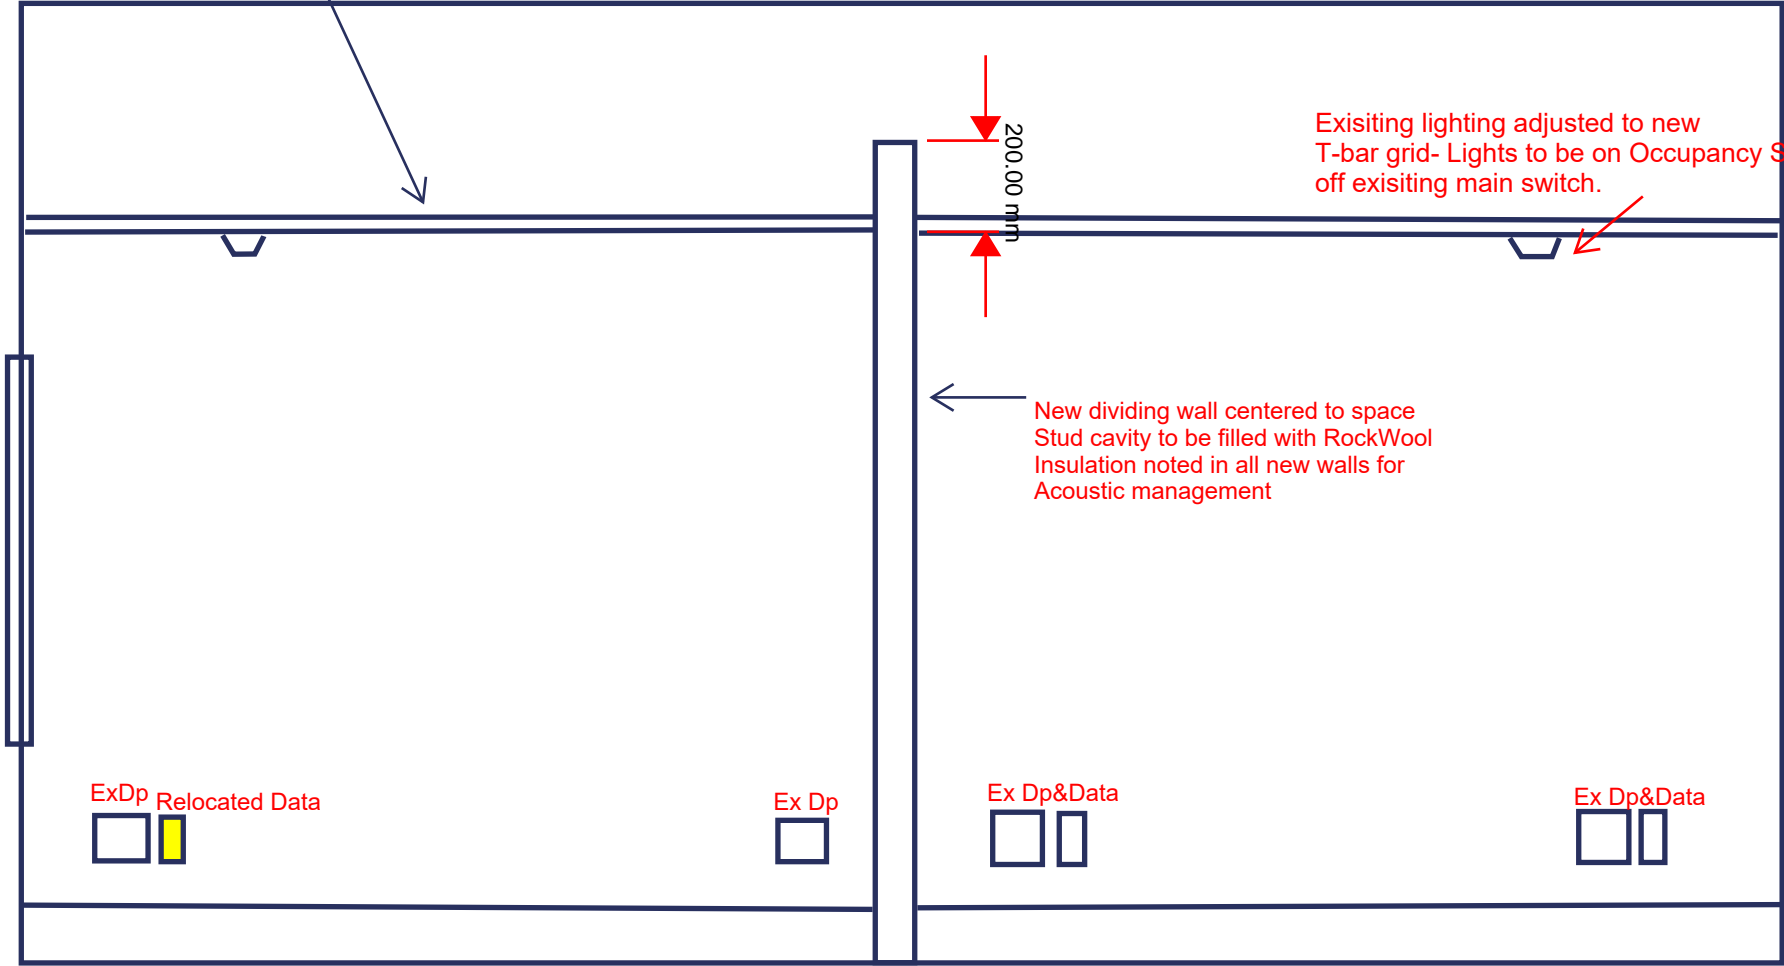 Exisiting lighting adjusted to new
T-bar grid- Lights to be on Occupancy S
off exisiting main switch.
200.00 mm
New dividing wall centered to space
Stud cavity to be filled with RockWool
Insulation noted in all new walls for
Acoustic management
ExDp
Relocated Data
Ex Dp
Ex Dp&Data
Ex Dp&Data